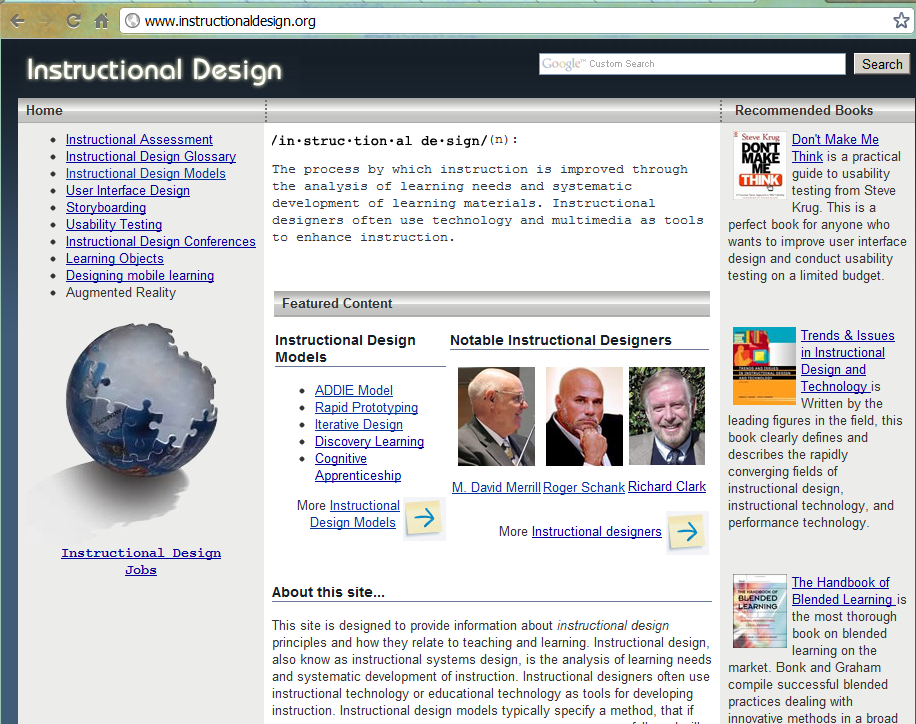 www.instructionaldesign.org
Instructional Design
Google™ Custom Search
Search
Home
Instructional Assessment
Instructional Design Glossary
Instructional Design Models
User Interface Design
Storyboarding
Usability Testing
Instructional Design Conferences
Learning Objects
Designing mobile learning
Augmented Reality
Instructional Design
Jobs
/in·struc·tion·al de·sign/(n):
The process by which instruction is improved through
the analysis of learning needs and systematic
development of learning materials. Instructional
designers often use technology and multimedia as tools
to enhance instruction.
Featured Content
Instructional Design
Models
ADDIE Model
Rapid Prototyping
Iterative Design
Discovery Learning
Cognitive
Apprenticeship
More Instructional
Design Models
Notable Instructional Designers
M. David Merrill Roger Schank Richard Clark
More Instructional designers
About this site...
This site is designed to provide information about instructional design
principles and how they relate to teaching and learning. Instructional design,
also know as instructional systems design, is the analysis of learning needs
and systematic development of instruction. Instructional designers often use
instructional technology or educational technology as tools for developing
instruction. Instructional design models typically specify a method, that if
Recommended Books
Steve Krug
DON'T
MAKE
ME
THINK
Don't Make Me
Think is a practical
guide to usability
testing from Steve
Krug. This is a
perfect book for anyone who
wants to improve user interface
design and conduct usability
testing on a limited budget.
TRENDS AND ISSUES
IN INSTRUCTIONAL DESIGN
AND TECHNOLOGY
Trends & Issues
in Instructional
Design and
Technology is
Written by the
leading figures in the field, this
book clearly defines and
describes the rapidly
converging fields of
instructional design,
instructional technology, and
performance technology.
THE HANDBOOK OF
BLENDED
LEARNING
The Handbook of
Blended Learning is
the most thorough
book on blended
learning on the
market. Bonk and Graham
compile successful blended
practices dealing with
innovative methods in a broad